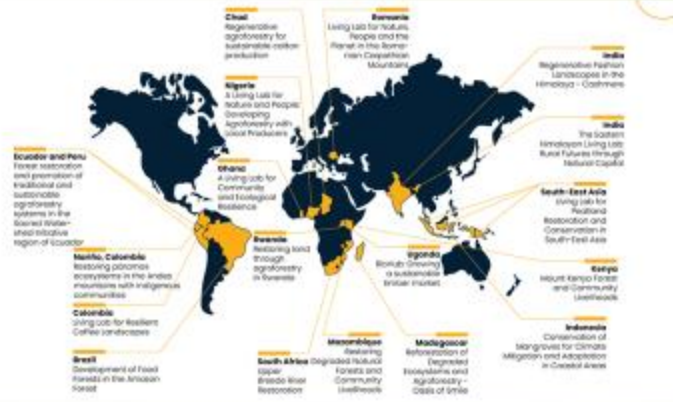 Chad
Regenerative
agroforestry for
sustainable cotton
production
Romania
Living Lab for Nature,
People and the
Planet in the Roma-
nian Carpathian
Mountains
India
Regenerative Fashion
Landscapes in the
Himalaya - Cashmere
Nigeria
A Living Lab for
Nature and People:
Developing
Agroforestry with
Local Producers
India
The Eastern
Himalayan Living Lab:
Rural Futures through
Natural Capital
Ecuador and Peru
Forest restoration
and promotion of
traditional and
sustainable
agroforestry
systems in the
Sacred Water-
shed Initiative
region of Ecuador
Ghana
A Living Lab for
Community
and Ecological
Resilience
South-East Asia
Living Lab for
Peatland
Restoration and
Conservation in
South-East Asia
Nariño, Colombia
Restoring páramos
ecosystems in the Andes
mountains with indigenous
communities
Rwanda
Restoring land
through
agroforestry
in Rwanda
Uganda
BioHub: Growing
a sustainable
timber market
Kenya
Mount Kenya Forest
and Community
Livelihoods
Colombia
Living Lab for Resilient
Coffee Landscapes
Brazil
Development of Food
Forests in the Amazon
Forest
South Africa
Upper
Breede River
Restoration
Mozambique
Restoring
Degraded Natural
Forests and
Community
Livelihoods
Madagascar
Reforestation of
Degraded
Ecosystems and
Agroforestry -
Oasis of Smile
Indonesia
Conservation of
Mangroves for Climate
Mitigation and Adaptation
in Coastal Areas